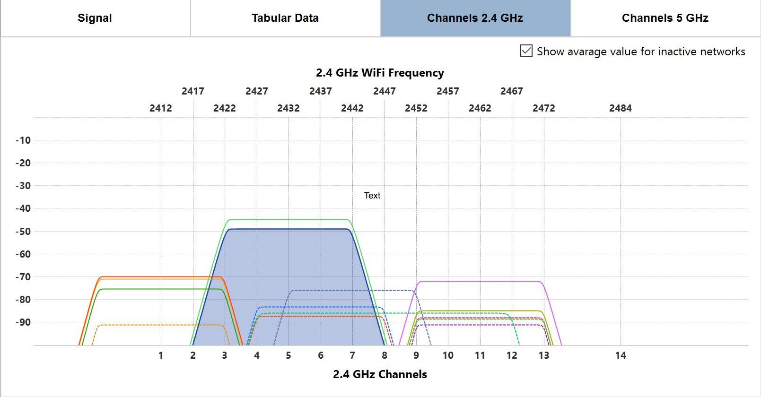 Signal Tabular Data Channels 2.4 GHz Channels 5 GHz
Show avarage value for inactive networks
2.4 GHz WiFi Frequency
2417 2427 2437 2447 2457 2467
2412 2422 2432 2442 2452 2462 2472 2484
-10
-20
-30
Text
-40
-50
-60
-70
-80
-90
1 2 3 4 5 6 7 8 9 10 11 12 13 14
2.4 GHz Channels